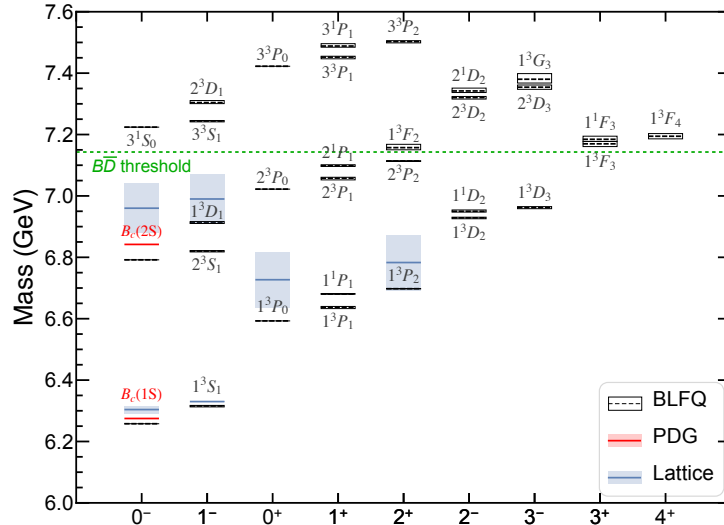 Mass (GeV)
7.6
7.4
7.2
7.0
6.8
6.6
6.4
6.2
6.0
3³P₀
3¹P₁
3³P₁
3³P₂
2³D₁
3³S₁
2¹D₂
2³D₂
1³G₃
2³D₃
3¹S₀
1³F₂
2³P₂
1¹F₃
1³F₃
1³F₄
BD̅ threshold
2¹P₁
2³P₁
2³P₀
1³D₁
1¹D₂
1³D₂
1³D₃
B_c(2S)
2³S₁
1³P₀
1¹P₁
1³P₁
1³P₂
B_c(1S)
1³S₁
BLFQ
PDG
Lattice
0⁻ 1⁻ 0⁺ 1⁺ 2⁺ 2⁻ 3⁻ 3⁺ 4⁺